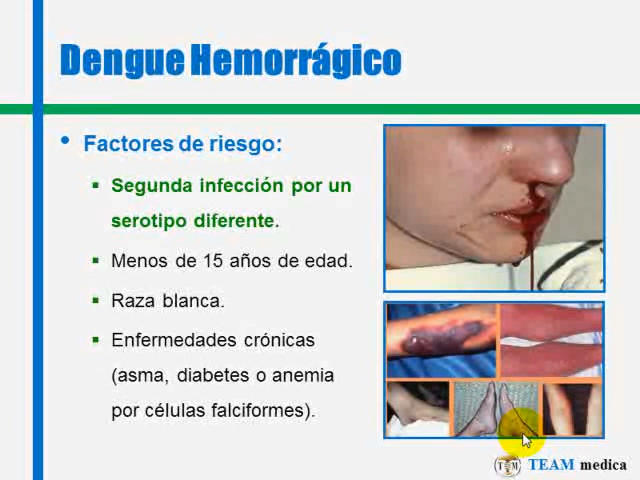 Dengue Hemorrágico
• Factores de riesgo:
▪ Segunda infección por un
serotipo diferente.
▪ Menos de 15 años de edad.
▪ Raza blanca.
▪ Enfermedades crónicas
(asma, diabetes o anemia
por células falciformes).
TEAM medica